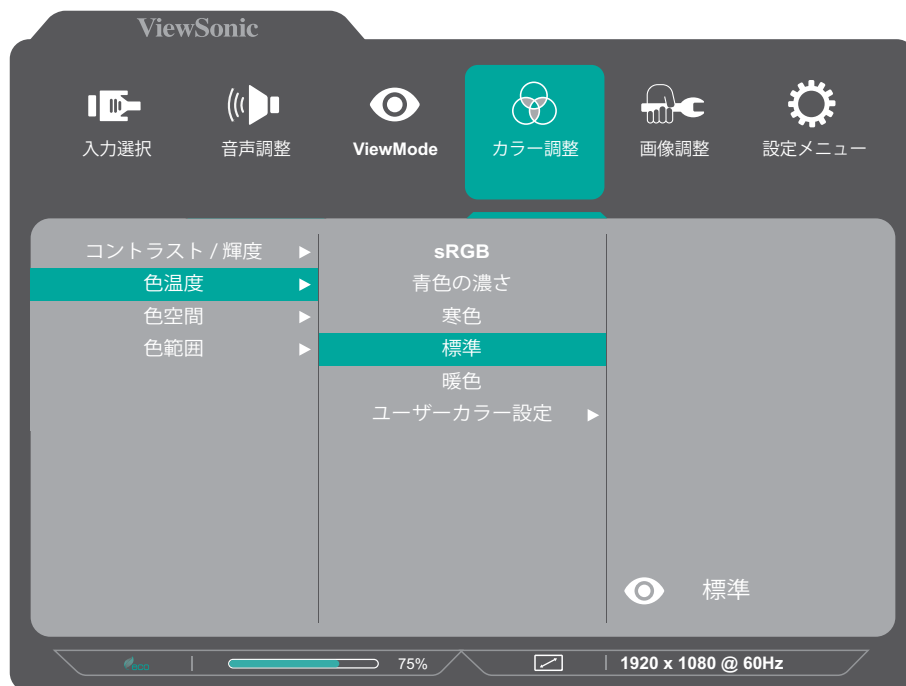 ViewSonic
入力選択
音声調整
ViewMode
カラー調整
画像調整
設定メニュー
コントラスト / 輝度
色温度
色空間
色範囲
sRGB
青色の濃さ
寒色
標準
暖色
ユーザーカラー設定
標準
eco
75%
1920 x 1080 @ 60Hz